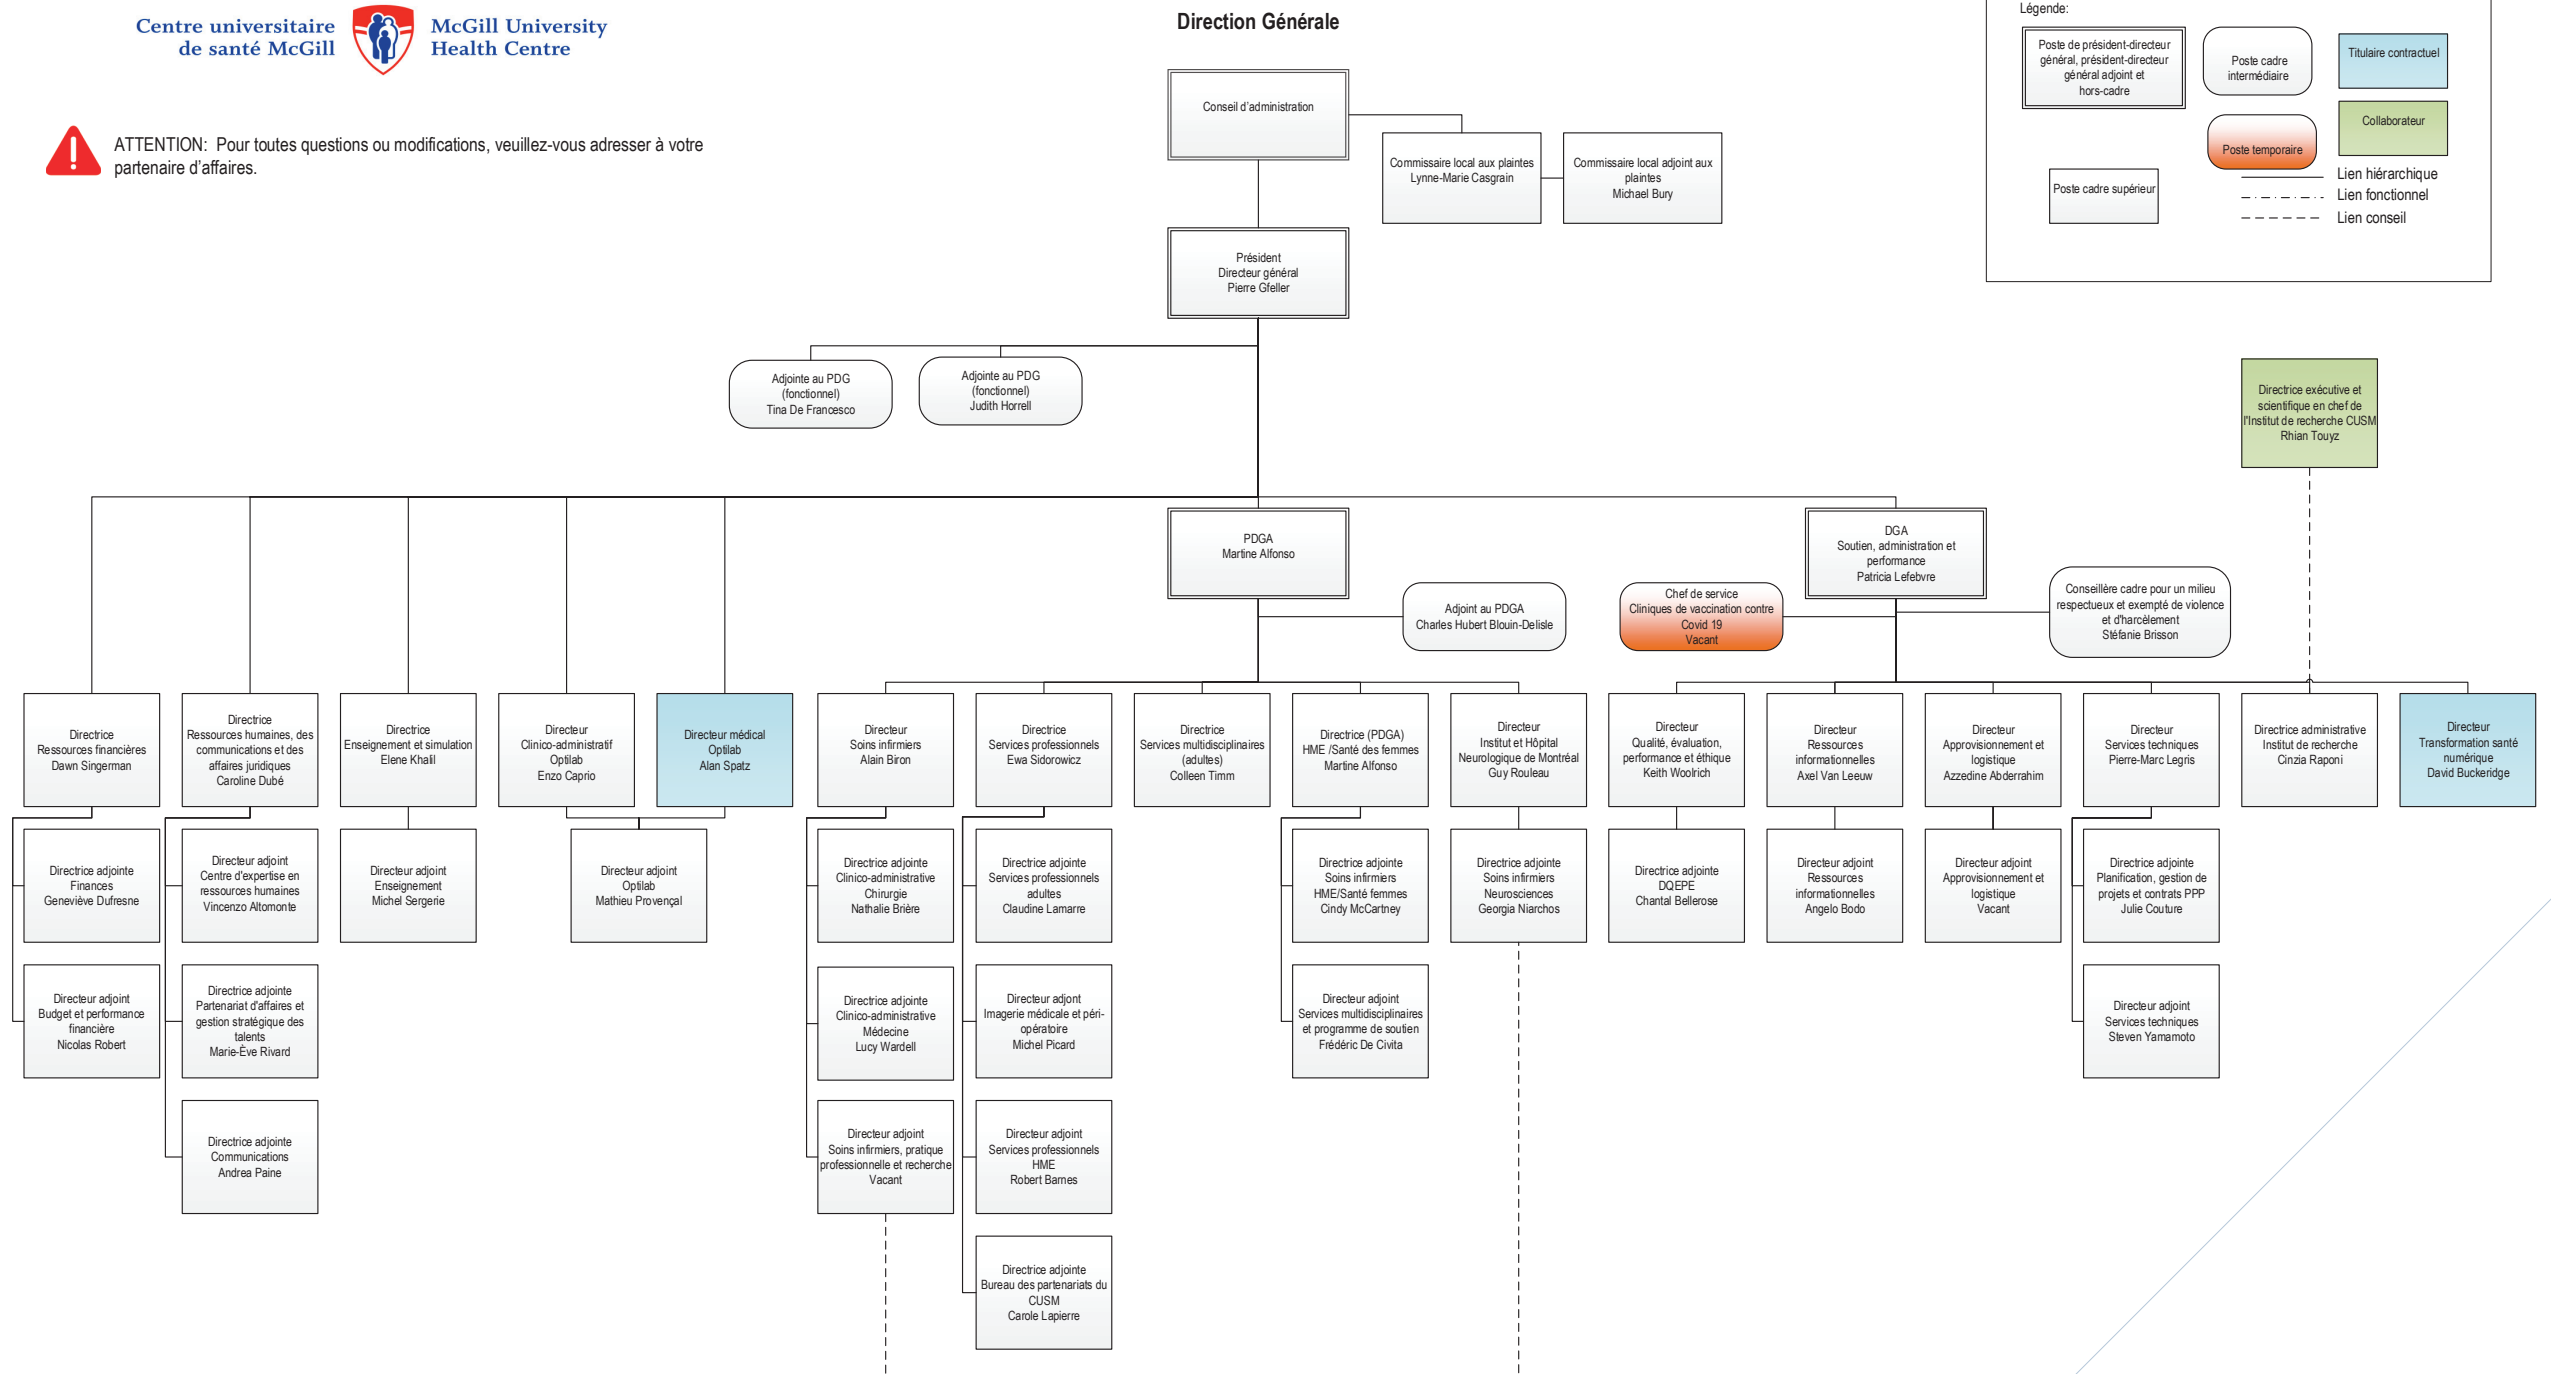 Centre universitaire
de santé McGill
McGill University
Health Centre
Direction Générale
Légende:
Poste de président-directeur
général, président-directeur
général adjoint et
hors-cadre
Poste cadre
intermédiaire
Titulaire contractuel
Collaborateur
Poste temporaire
Poste cadre supérieur
Lien hiérarchique
Lien fonctionnel
Lien conseil
ATTENTION: Pour toutes questions ou modifications, veuillez-vous adresser à votre
partenaire d'affaires.
Conseil d'administration
Commissaire local aux plaintes
Lynne-Marie Casgrain
Commissaire local adjoint aux
plaintes
Michael Bury
Président
Directeur général
Pierre Gfeller
Adjointe au PDG
(fonctionnel)
Tina De Francesco
Adjointe au PDG
(fonctionnel)
Judith Horrell
Directrice exécutive et
scientifique en chef de
l'Institut de recherche CUSM
Rhian Touyz
PDGA
Martine Alfonso
DGA
Soutien, administration et
performance
Patricia Lefebvre
Adjoint au PDGA
Charles Hubert Blouin-Delisle
Chef de service
Cliniques de vaccination contre
Covid 19
Vacant
Conseillère cadre pour un milieu
respectueux et exempté de violence
et d'harcèlement
Stéfanie Brisson
Directrice
Ressources financières
Dawn Singerman
Directrice
Ressources humaines, des
communications et des
affaires juridiques
Caroline Dubé
Directrice
Enseignement et simulation
Elene Khalil
Directeur
Clinico-administratif
Optilab
Enzo Caprio
Directeur médical
Optilab
Alan Spatz
Directeur
Soins infirmiers
Alain Biron
Directrice
Services professionnels
Ewa Sidorowicz
Directrice
Services multidisciplinaires
(adultes)
Colleen Timm
Directrice (PDGA)
HME /Santé des femmes
Martine Alfonso
Directeur
Institut et Hôpital
Neurologique de Montréal
Guy Rouleau
Directeur
Qualité, évaluation,
performance et éthique
Keith Woolrich
Directeur
Ressources
informationnelles
Axel Van Leeuw
Directeur
Approvisionnement et
logistique
Azzedine Abderrahim
Directeur
Services techniques
Pierre-Marc Legris
Directrice administrative
Institut de recherche
Cinzia Raponi
Directeur
Transformation santé
numérique
David Buckeridge
Directrice adjointe
Finances
Geneviève Dufresne
Directeur adjoint
Centre d'expertise en
ressources humaines
Vincenzo Altomonte
Directeur adjoint
Enseignement
Michel Sergerie
Directeur adjoint
Optilab
Mathieu Provençal
Directrice adjointe
Clinico-administrative
Chirurgie
Nathalie Brière
Directrice adjointe
Services professionnels
adultes
Claudine Lamarre
Directrice adjointe
Soins infirmiers
HME/Santé femmes
Cindy McCartney
Directrice adjointe
Soins infirmiers
Neurosciences
Georgia Niarchos
Directrice adjointe
DQEPE
Chantal Bellerose
Directeur adjoint
Ressources
informationnelles
Angelo Bodo
Directeur adjoint
Approvisionnement et
logistique
Vacant
Directrice adjointe
Planification, gestion de
projets et contrats PPP
Julie Couture
Directeur adjoint
Budget et performance
financière
Nicolas Robert
Directrice adjointe
Partenariat d'affaires et
gestion stratégique des
talents
Marie-Ève Rivard
Directrice adjointe
Clinico-administrative
Médecine
Lucy Wardell
Directeur adjont
Imagerie médicale et péri-
opératoire
Michel Picard
Directeur adjoint
Services multidisciplinaires
et programme de soutien
Frédéric De Civita
Directeur adjoint
Services techniques
Steven Yamamoto
Directrice adjointe
Communications
Andrea Paine
Directeur adjoint
Soins infirmiers, pratique
professionnelle et recherche
Vacant
Directeur adjoint
Services professionnels
HME
Robert Barnes
Directrice adjointe
Bureau des partenariats du
CUSM
Carole Lapierre